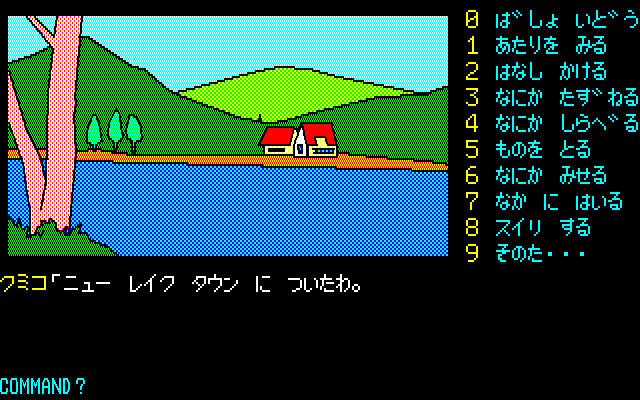 0 ばしょ いどう
1 あたりを みる
2 はなし かける
3 なにか たずねる
4 なにか しらべる
5 ものを とる
6 なにか みせる
7 なか に はいる
8 スイリ する
9 そのた・・・
クミコ「ニュー レイク タウン に ついたわ。
COMMAND?